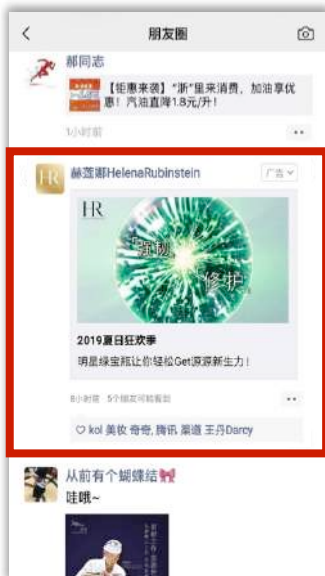 朋友圈
郝同志
【钜惠来袭】“浙”里来消费，加油享优
惠！汽油直降1.8元/升！
1小时前
赫莲娜HelenaRubinstein
广告
HR
HR
强韧
修护
2019夏日狂欢季
明星绿宝瓶让你轻松Get源源新生力！
8小时前 5个朋友可能看到
kol 美妆 奇奇, 腾讯 渠道 王丹Darcy
从前有个蝴蝶结
哇哦~